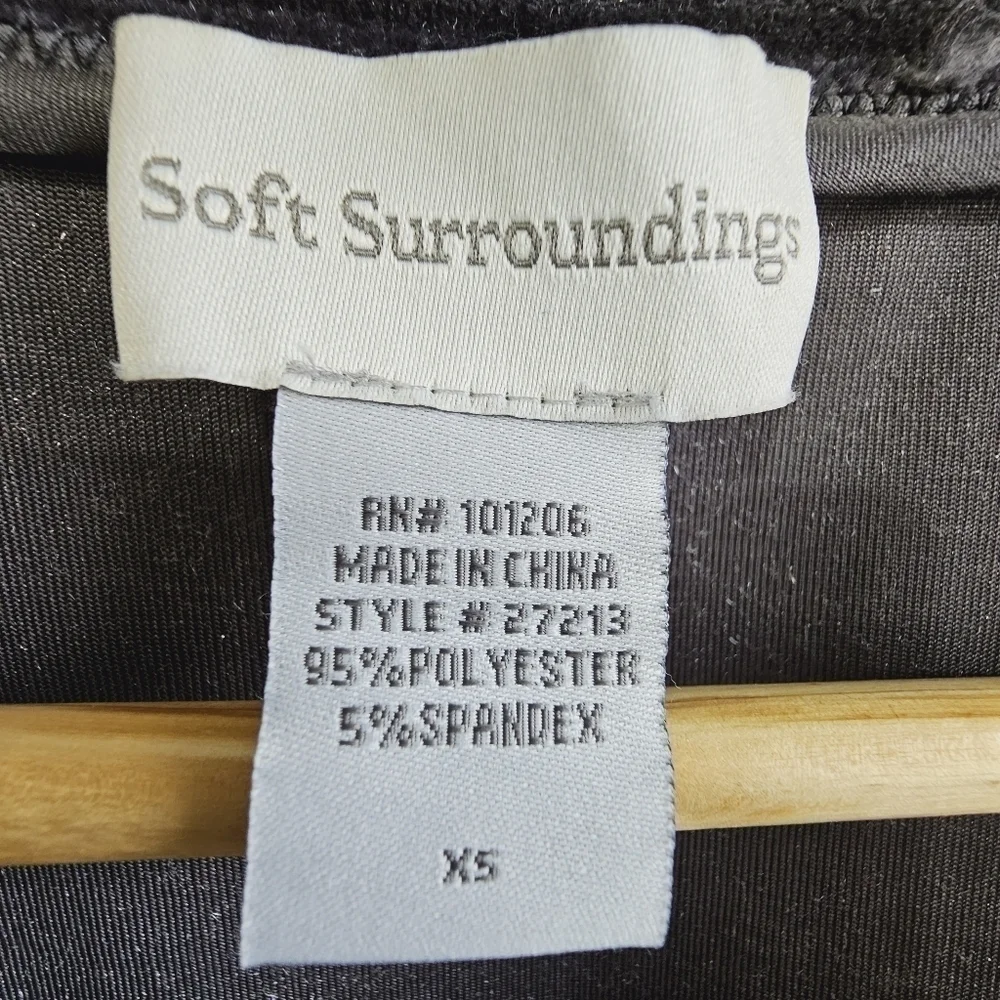 Soft Surroundings
RN# 101206
MADE IN CHINA
STYLE # 27213
95%POLYESTER
5%SPANDEX
XS